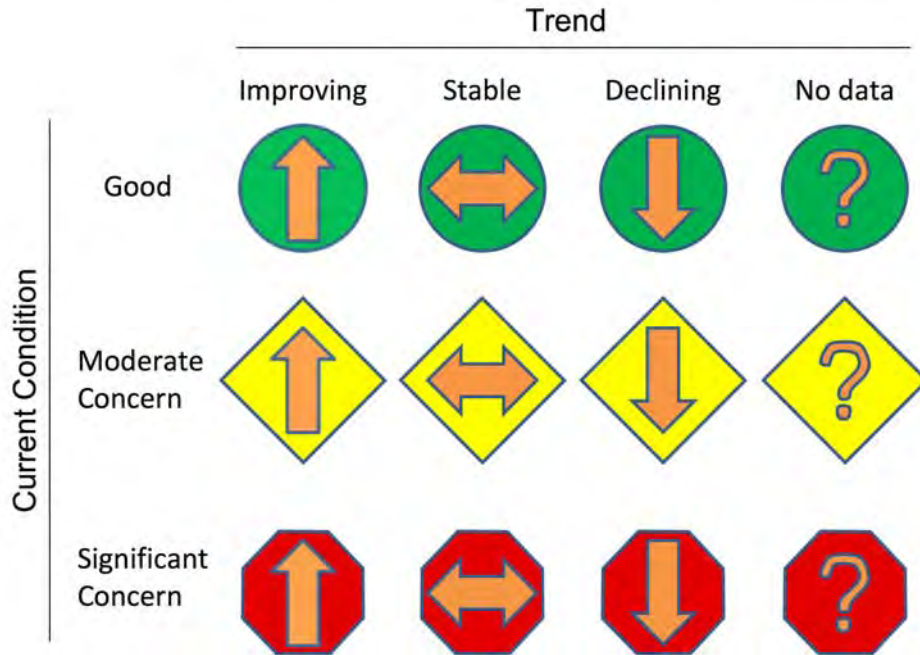 Trend
Improving Stable Declining No data
Current Condition
Good
?
Moderate
Concern
?
Significant
Concern
?